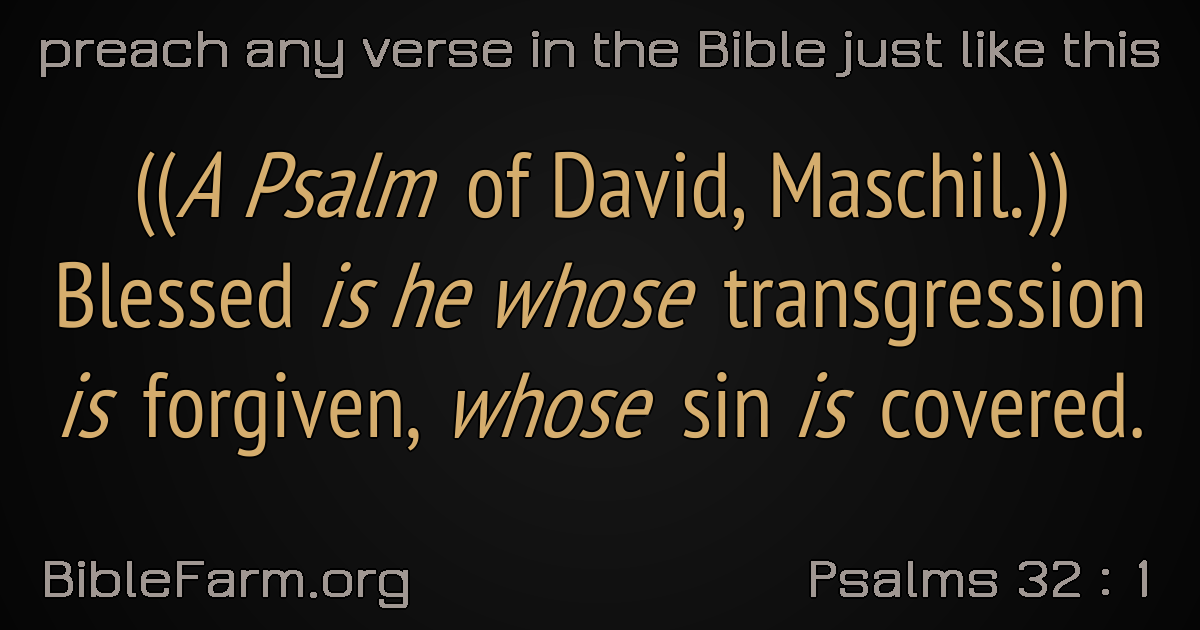 preach any verse in the Bible just like this
((A Psalm of David, Maschil.))
Blessed is he whose transgression
is forgiven, whose sin is covered.
BibleFarm.org
Psalms 32 : 1